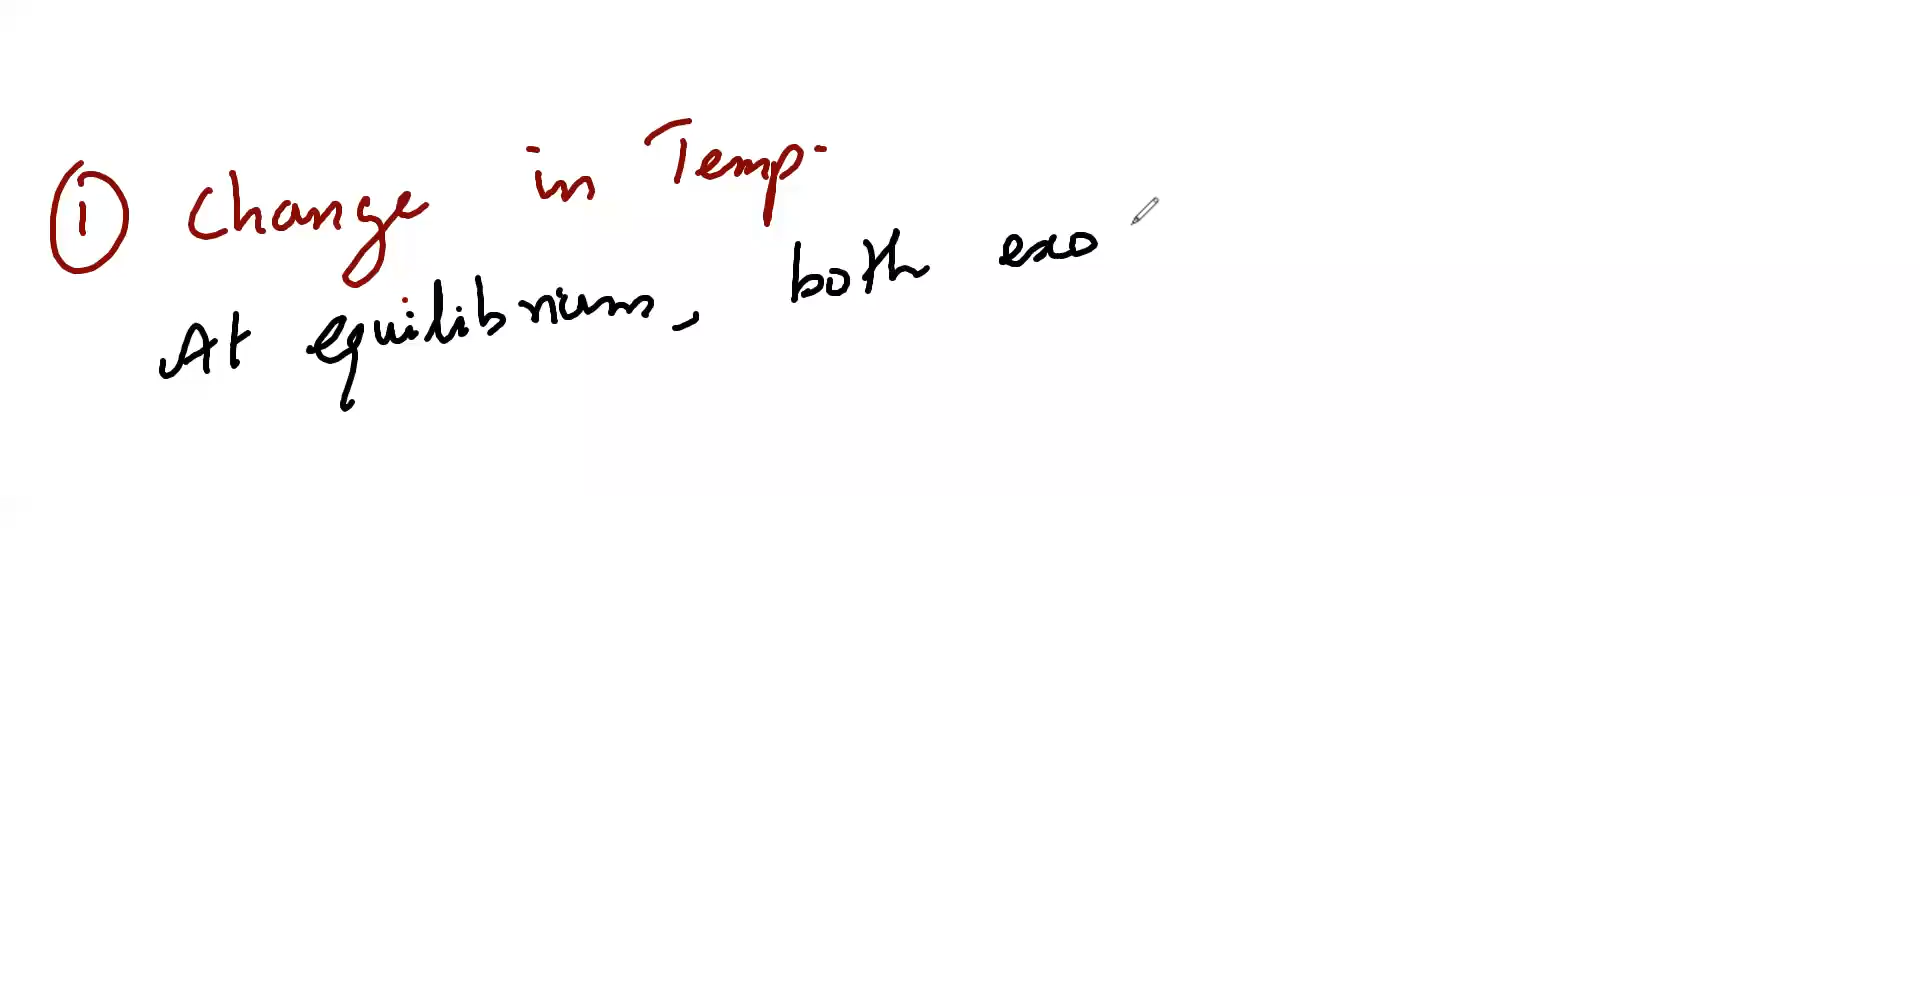 ① Change in Temp.
At equilibrium, both exo